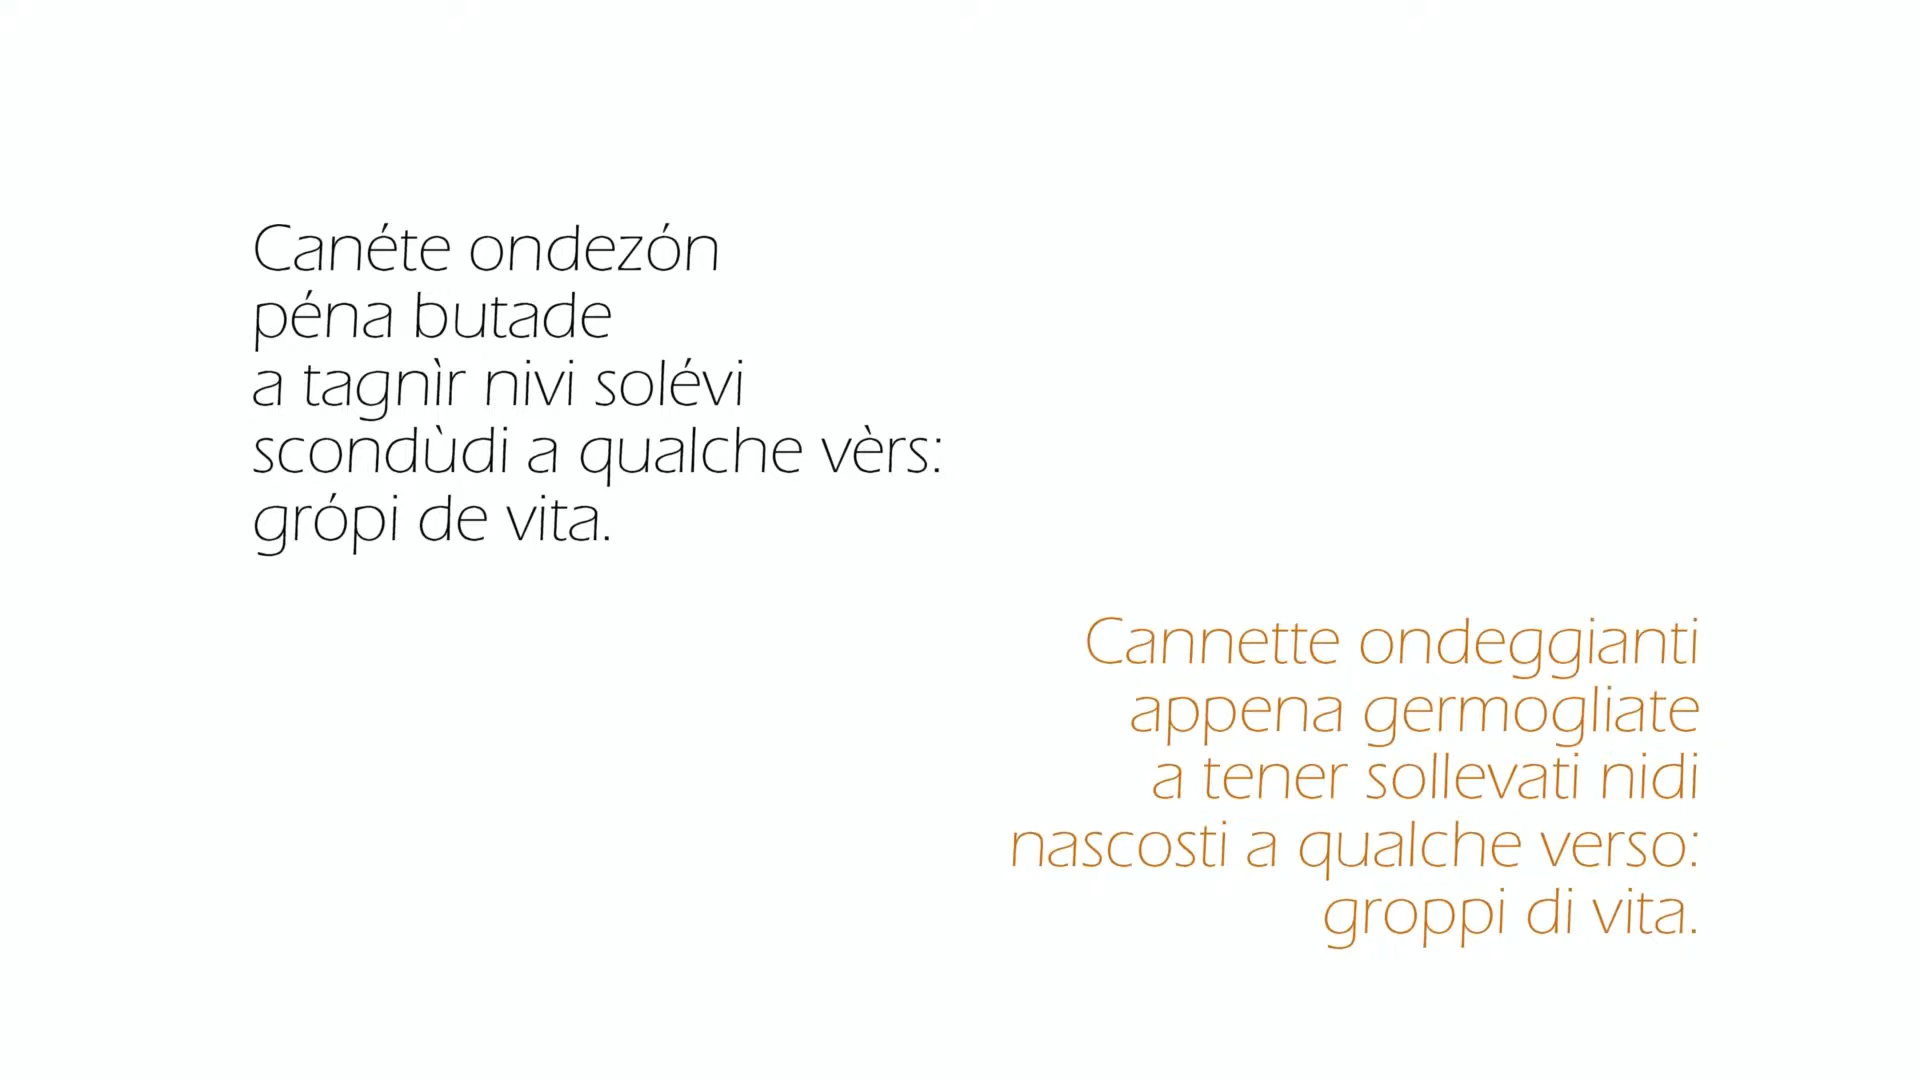 Canéte ondezón
péna butade
a tagnìr nivi solévi
scondùdi a qualche vèrs:
grópi de vita.
Cannette ondeggianti
appena germogliate
a tener sollevati nidi
nascosti a qualche verso:
groppi di vita.